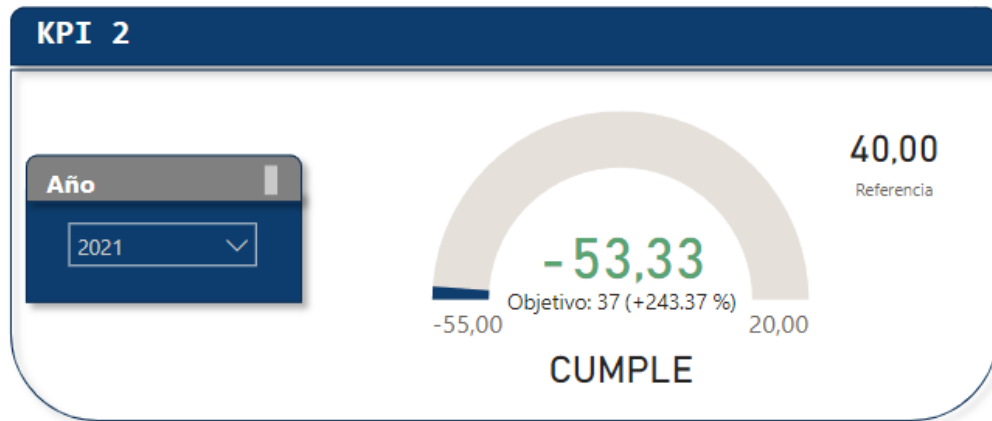 KPI 2
Año
2021
40,00
Referencia
-53,33
Objetivo: 37 (+243.37 %)
-55,00
20,00
CUMPLE